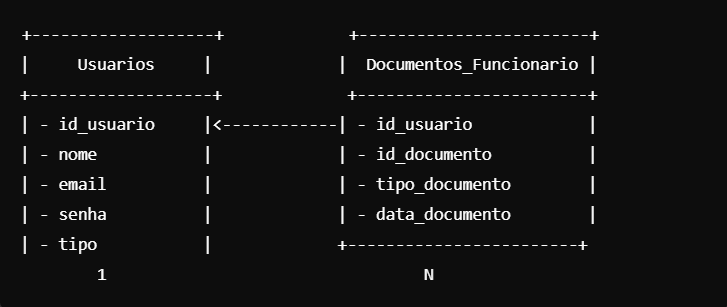 +-------------------+             +------------------------+
|     Usuarios     |             |  Documentos_Funcionario |
+-------------------+             +------------------------+
| - id_usuario     |<------------| - id_usuario            |
| - nome           |             | - id_documento          |
| - email          |             | - tipo_documento        |
| - senha          |             | - data_documento        |
| - tipo           |             +------------------------+
        1                                 N